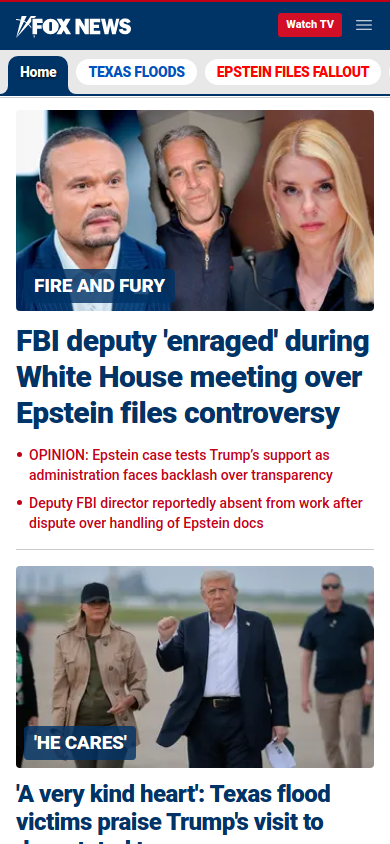 FOX NEWS
Watch TV
Home
TEXAS FLOODS
EPSTEIN FILES FALLOUT
FIRE AND FURY
FBI deputy 'enraged' during
White House meeting over
Epstein files controversy
OPINION: Epstein case tests Trump's support as
administration faces backlash over transparency
Deputy FBI director reportedly absent from work after
dispute over handling of Epstein docs
'HE CARES'
'A very kind heart': Texas flood
victims praise Trump's visit to